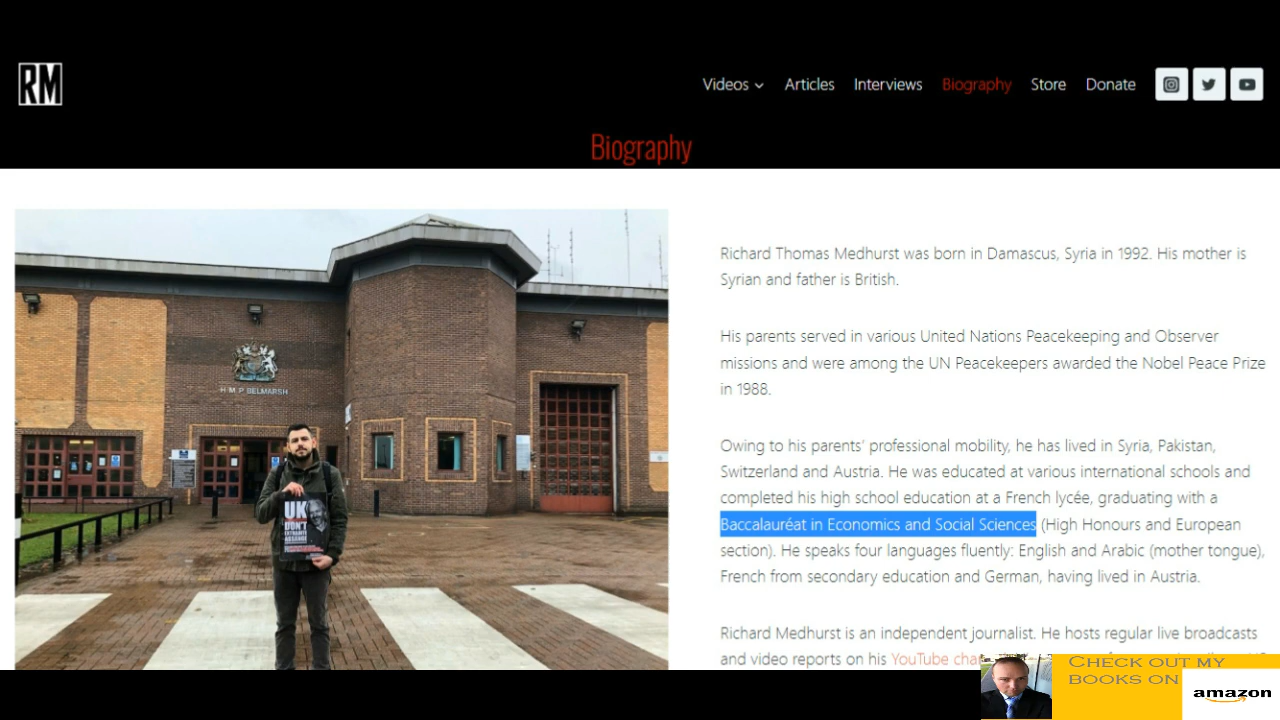 RM
Videos
Articles
Interviews
Biography
Store
Donate
Biography
H M P BELMARSH
UK
DON'T
EXTRADITE
ASSANGE
Richard Thomas Medhurst was born in Damascus, Syria in 1992. His mother is
Syrian and father is British.
His parents served in various United Nations Peacekeeping and Observer
missions and were among the UN Peacekeepers awarded the Nobel Peace Prize
in 1988.
Owing to his parents' professional mobility, he has lived in Syria, Pakistan,
Switzerland and Austria. He was educated at various international schools and
completed his high school education at a French lycée, graduating with a
Baccalauréat in Economics and Social Sciences (High Honours and European
section). He speaks four languages fluently: English and Arabic (mother tongue),
French from secondary education and German, having lived in Austria.
Richard Medhurst is an independent journalist. He hosts regular live broadcasts
and video reports on his YouTube
Check out my
books on
amazon